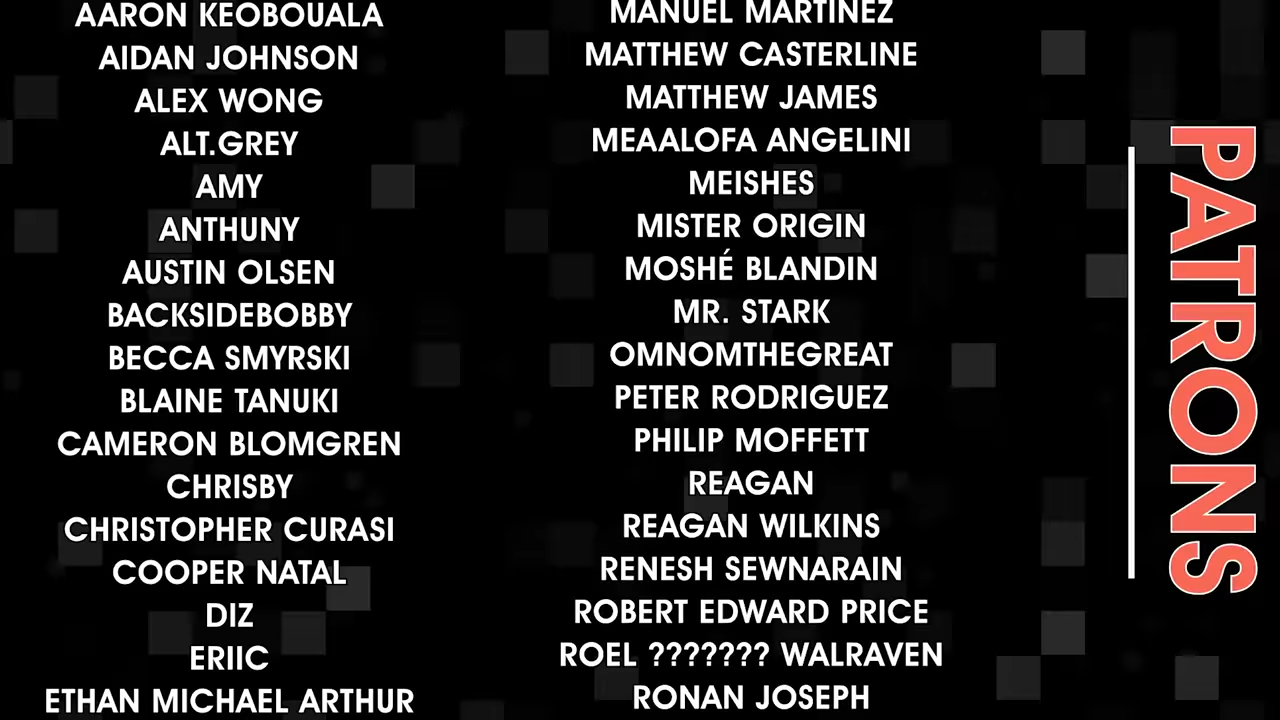 AARON KEOBOUALA
AIDAN JOHNSON
ALEX WONG
ALT.GREY
AMY
ANTHUNY
AUSTIN OLSEN
BACKSIDEBOBBY
BECCA SMYRSKI
BLAINE TANUKI
CAMERON BLOMGREN
CHRISBY
CHRISTOPHER CURASI
COOPER NATAL
DIZ
ERIIC
ETHAN MICHAEL ARTHUR
MANUEL MARTINEZ
MATTHEW CASTERLINE
MATTHEW JAMES
MEAALOFA ANGELINI
MEISHES
MISTER ORIGIN
MOSHÉ BLANDIN
MR. STARK
OMNOMTHEGREAT
PETER RODRIGUEZ
PHILIP MOFFETT
REAGAN
REAGAN WILKINS
RENESH SEWNARAIN
ROBERT EDWARD PRICE
ROEL ??????? WALRAVEN
RONAN JOSEPH
PATRONS